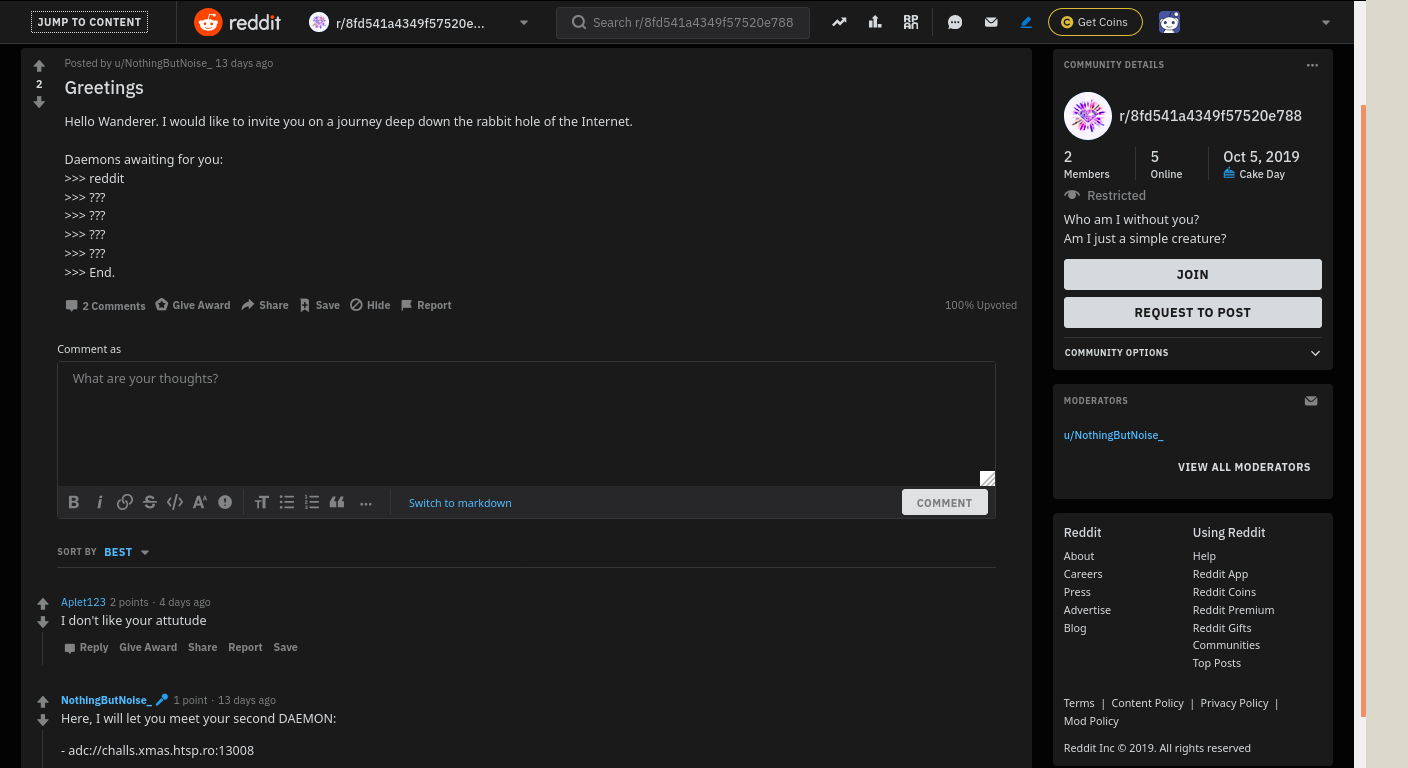 JUMP TO CONTENT
reddit
r/8fd541a4349f57520e...
Search r/8fd541a4349f57520e788
Get Coins
Posted by u/NothingButNoise_ 13 days ago
2
Greetings
Hello Wanderer. I would like to invite you on a journey deep down the rabbit hole of the Internet.
Daemons awaiting for you:
>>> reddit
>>> ???
>>> ???
>>> ???
>>> ???
>>> End.
2 Comments Give Award Share Save Hide Report
100% Upvoted
Comment as
What are your thoughts?
Switch to markdown
COMMENT
SORT BY BEST
Aplet123 2 points · 4 days ago
I don't like your attutude
Reply Give Award Share Report Save
NothingButNoise_ 1 point · 13 days ago
Here, I will let you meet your second DAEMON:
- adc://challs.xmas.htsp.ro:13008
COMMUNITY DETAILS
r/8fd541a4349f57520e788
2 5 Oct 5, 2019
Members Online Cake Day
Restricted
Who am I without you?
Am I just a simple creature?
JOIN
REQUEST TO POST
COMMUNITY OPTIONS
MODERATORS
u/NothingButNoise_
VIEW ALL MODERATORS
Reddit Using Reddit
About Help
Careers Reddit App
Press Reddit Coins
Advertise Reddit Premium
Blog Reddit Gifts
Communities
Top Posts
Terms | Content Policy | Privacy Policy |
Mod Policy
Reddit Inc © 2019. All rights reserved